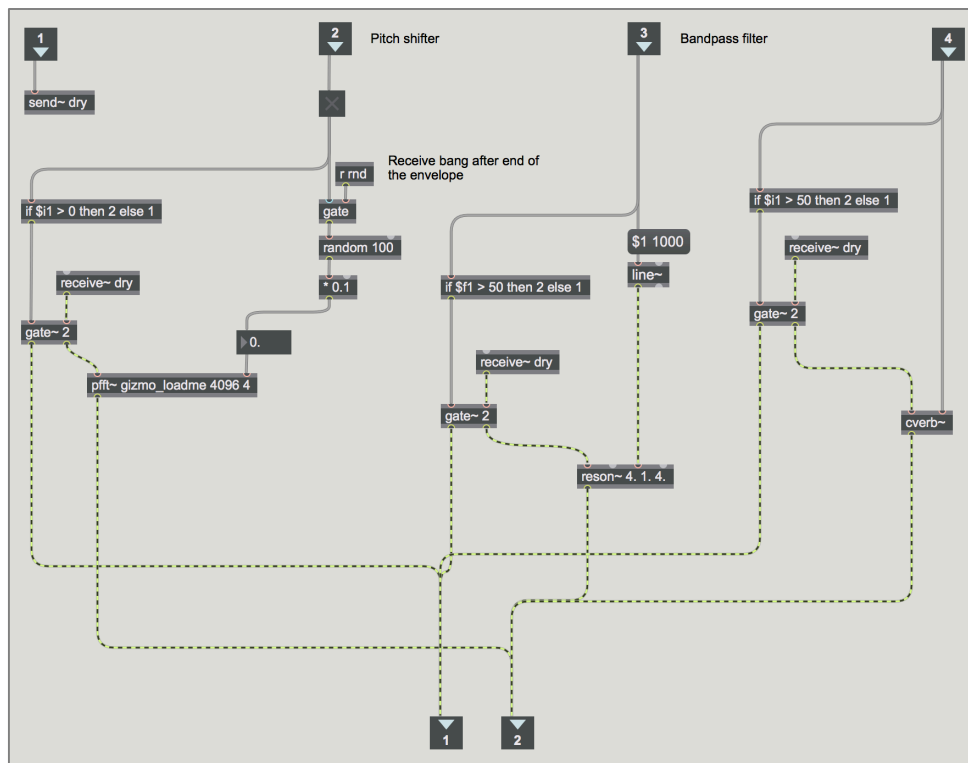 1
2
Pitch shifter
3
Bandpass filter
4
send~ dry
Receive bang after end of
the envelope
r rnd
if $i1 > 0 then 2 else 1
gate
if $i1 > 50 then 2 else 1
random 100
$1 1000
receive~ dry
line~
receive~ dry
* 0.1
if $f1 > 50 then 2 else 1
gate~ 2
gate~ 2
0.
receive~ dry
pfft~ gizmo_loadme 4096 4
gate~ 2
cverb~
reson~ 4. 1. 4.
1
2